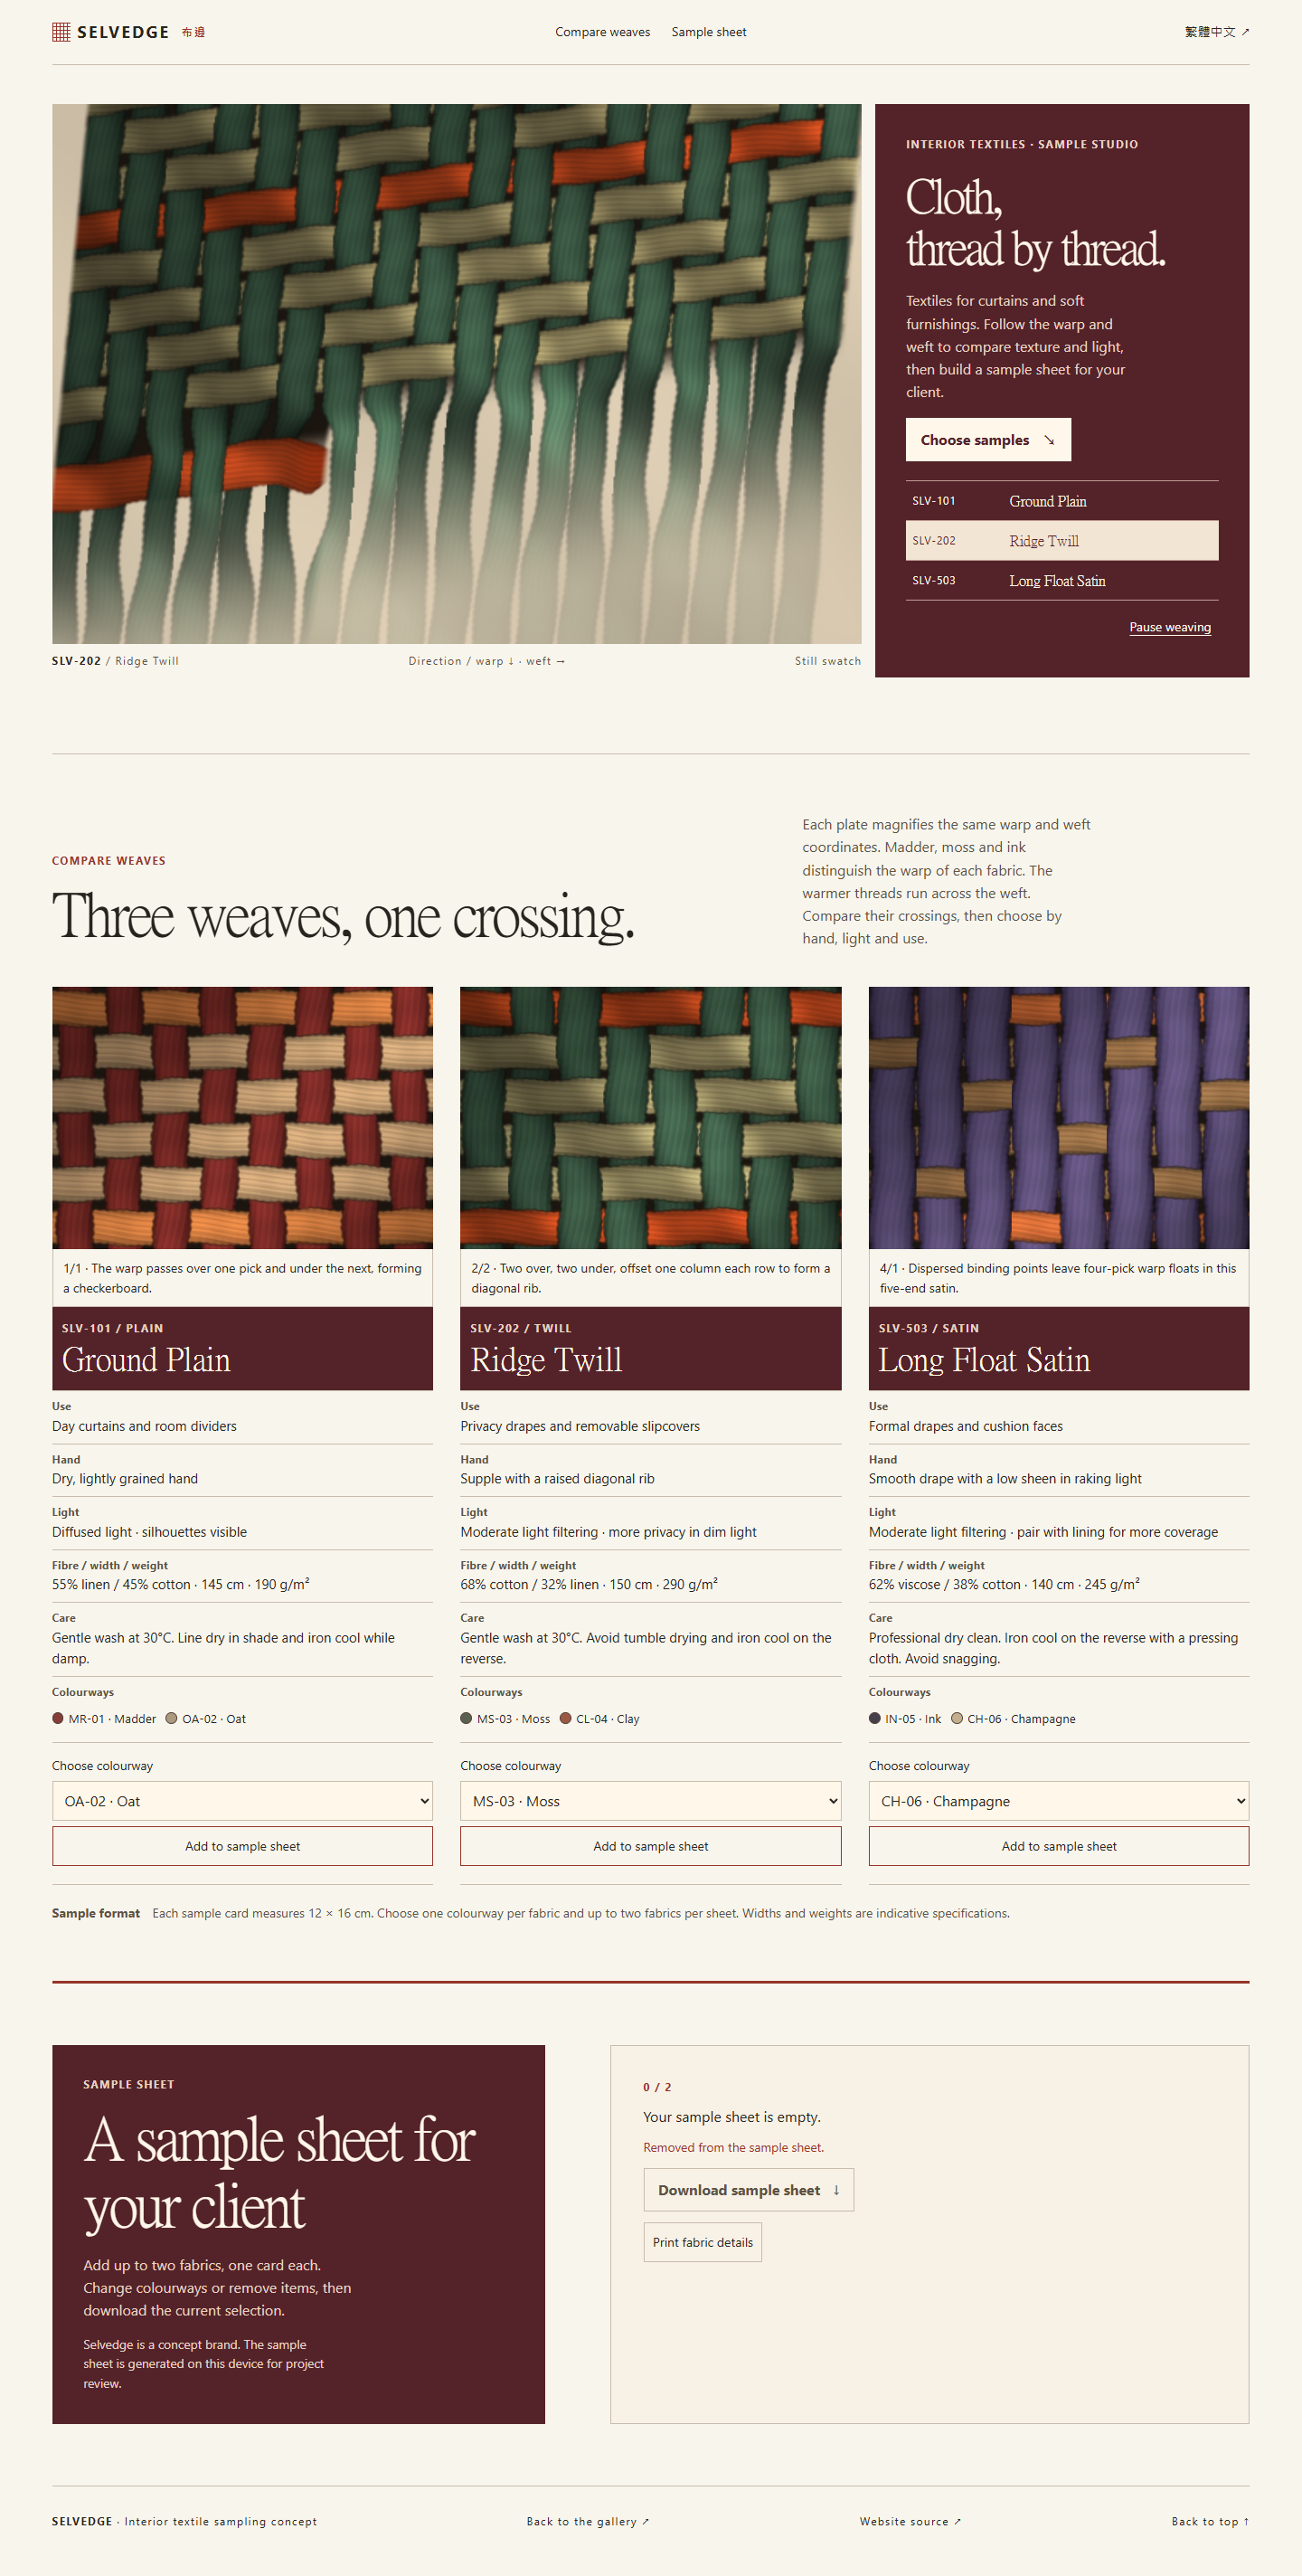 SELVEDGE 布邊
Compare weaves Sample sheet
繁體中文 ↗
INTERIOR TEXTILES · SAMPLE STUDIO
Cloth,
thread by thread.
Textiles for curtains and soft
furnishings. Follow the warp and
weft to compare texture and light,
then build a sample sheet for your
client.
Choose samples ↘
SLV-101 Ground Plain
SLV-202 Ridge Twill
SLV-503 Long Float Satin
Pause weaving
SLV-202 / Ridge Twill
Direction / warp ↓ · weft →
Still swatch
COMPARE WEAVES
Three weaves, one crossing.
Each plate magnifies the same warp and weft
coordinates. Madder, moss and ink
distinguish the warp of each fabric. The
warmer threads run across the weft.
Compare their crossings, then choose by
hand, light and use.
1/1 · The warp passes over one pick and under the next, forming
a checkerboard.
SLV-101 / PLAIN
Ground Plain
Use
Day curtains and room dividers
Hand
Dry, lightly grained hand
Light
Diffused light · silhouettes visible
Fibre / width / weight
55% linen / 45% cotton · 145 cm · 190 g/m²
Care
Gentle wash at 30°C. Line dry in shade and iron cool while
damp.
Colourways
MR-01 · Madder OA-02 · Oat
Choose colourway
OA-02 · Oat
Add to sample sheet
2/2 · Two over, two under, offset one column each row to form a
diagonal rib.
SLV-202 / TWILL
Ridge Twill
Use
Privacy drapes and removable slipcovers
Hand
Supple with a raised diagonal rib
Light
Moderate light filtering · more privacy in dim light
Fibre / width / weight
68% cotton / 32% linen · 150 cm · 290 g/m²
Care
Gentle wash at 30°C. Avoid tumble drying and iron cool on the
reverse.
Colourways
MS-03 · Moss CL-04 · Clay
Choose colourway
MS-03 · Moss
Add to sample sheet
4/1 · Dispersed binding points leave four-pick warp floats in this
five-end satin.
SLV-503 / SATIN
Long Float Satin
Use
Formal drapes and cushion faces
Hand
Smooth drape with a low sheen in raking light
Light
Moderate light filtering · pair with lining for more coverage
Fibre / width / weight
62% viscose / 38% cotton · 140 cm · 245 g/m²
Care
Professional dry clean. Iron cool on the reverse with a pressing
cloth. Avoid snagging.
Colourways
IN-05 · Ink CH-06 · Champagne
Choose colourway
CH-06 · Champagne
Add to sample sheet
Sample format Each sample card measures 12 × 16 cm. Choose one colourway per fabric and up to two fabrics per sheet. Widths and weights are indicative specifications.
SAMPLE SHEET
A sample sheet for
your client
Add up to two fabrics, one card each.
Change colourways or remove items, then
download the current selection.
Selvedge is a concept brand. The sample
sheet is generated on this device for project
review.
0 / 2
Your sample sheet is empty.
Removed from the sample sheet.
Download sample sheet ↓
Print fabric details
SELVEDGE · Interior textile sampling concept
Back to the gallery ↗
Website source ↗
Back to top ↑